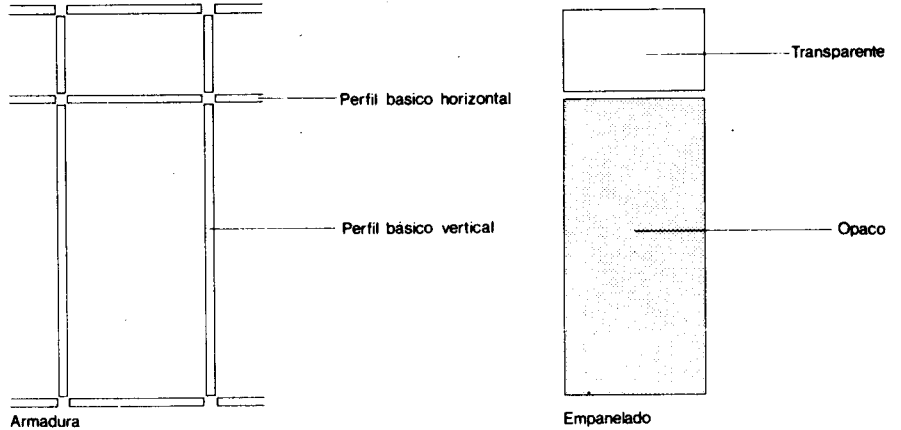 Transparente
Perfil basico horizontal
Perfil básico vertical
Opaco
Armadura
Empanelado